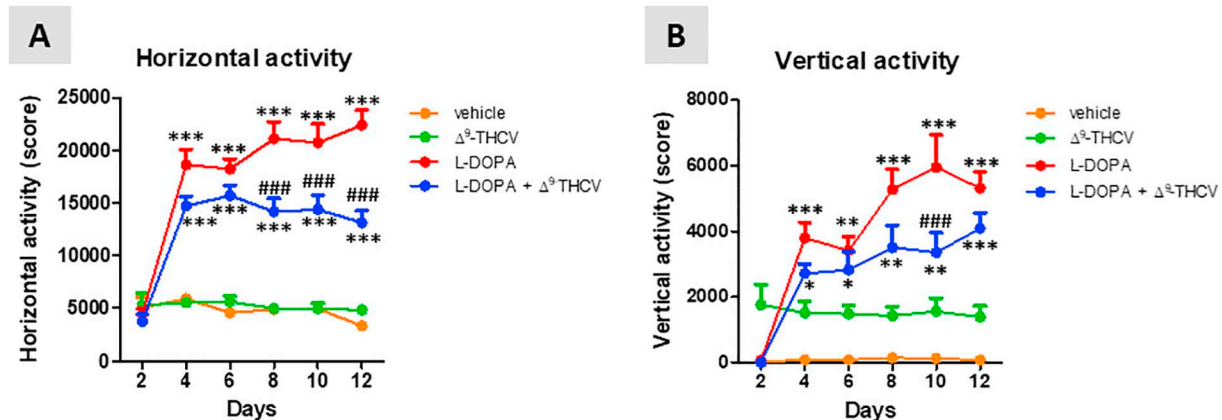 A
Horizontal activity
Horizontal activity (score)
25000
20000
15000
10000
5000
0
*** *** *** *** ***
### ### ###
*** *** *** *** ***
2 4 6 8 10 12
Days
vehicle
Δ⁹-THCV
L-DOPA
L-DOPA + Δ⁹-THCV
B
Vertical activity
Vertical activity (score)
8000
6000
4000
2000
0
*** ** *** *** ***
###
* * ** ** ***
2 4 6 8 10 12
Days
vehicle
Δ⁹-THCV
L-DOPA
L-DOPA + Δ⁹-THCV